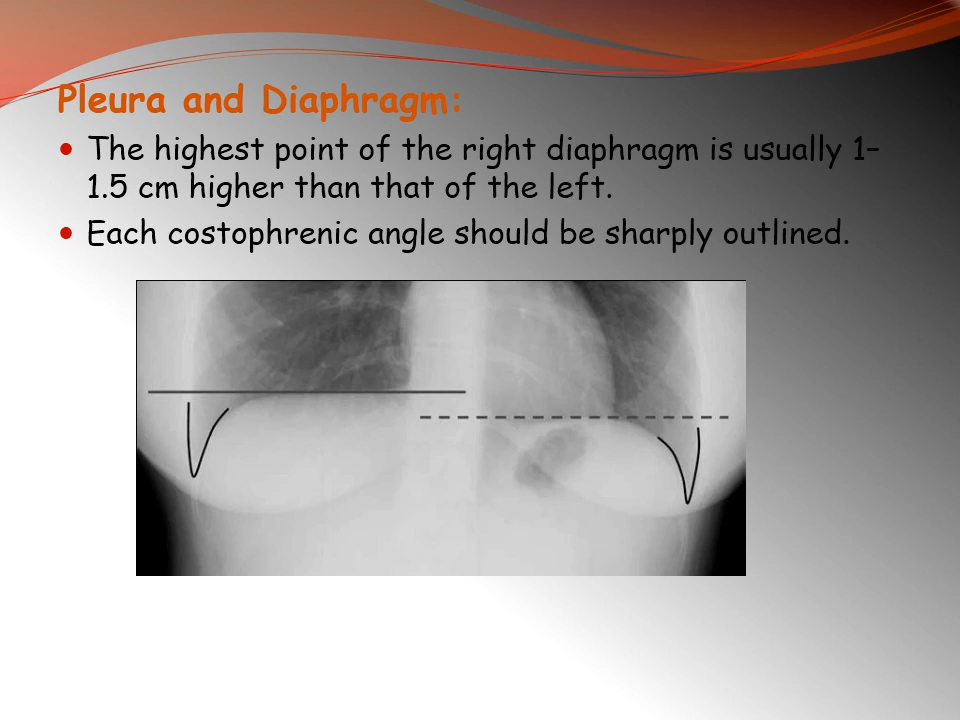 Pleura and Diaphragm:
The highest point of the right diaphragm is usually 1–
1.5 cm higher than that of the left.
Each costophrenic angle should be sharply outlined.